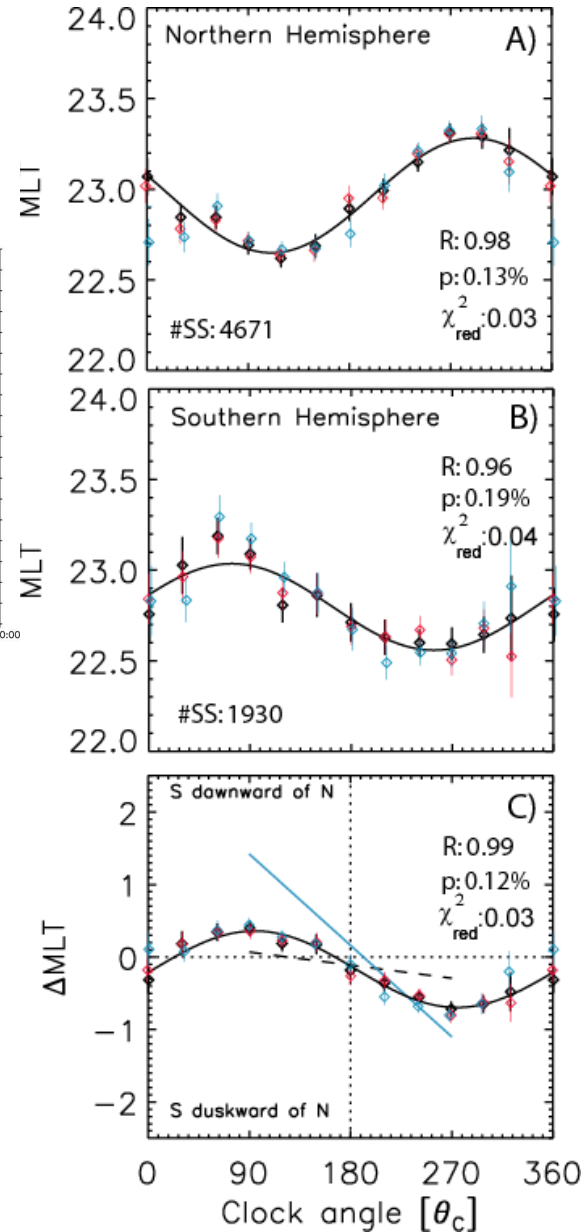 24.0
Northern Hemisphere
A)
23.5
MLT
23.0
R: 0.98
22.5
p: 0.13%
χ²red: 0.03
#SS: 4671
22.0
Southern Hemisphere
B)
23.5
R: 0.96
p: 0.19%
χ²red: 0.04
MLT
23.0
0:00
22.5
#SS: 1930
22.0
S dawnward of N
C)
2
R: 0.99
p: 0.12%
χ²red: 0.03
1
ΔMLT
0
−1
−2
S duskward of N
0 90 180 270 360
Clock angle [θc]